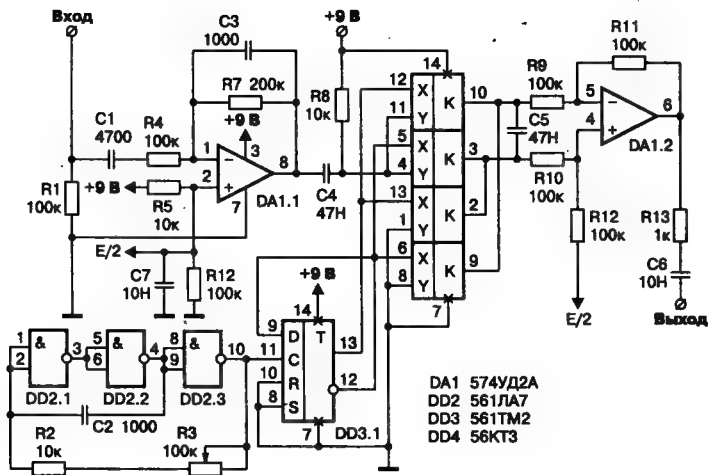 Вход
C3
1000
+9 В
R11
100к
R7 200к
+9 В
C1
4700
R4
100к
R8
10к
14
12
X
Y
K
10
11
R9
100к
5
4
6
DA1.2
1
2
3
8
7
DA1.1
5
X
Y
K
3
4
C5
47Н
C4
47Н
R1
100к
+9 В
R5
10к
13
X
Y
K
2
1
R10
100к
E/2
C7
10Н
R12
100к
6
X
Y
K
9
8
7
R12
100к
R13
1к
C6
10Н
E/2
Выход
+9 В
14
9
D
T
11
C
13
10
R
12
8
S
7
DD3.1
1
2
&
3
DD2.1
5
6
&
4
DD2.2
8
9
&
10
DD2.3
C2 1000
R2
10к
R3
100к
DA1 574УД2А
DD2 561ЛА7
DD3 561ТМ2
DD4 56КТ3